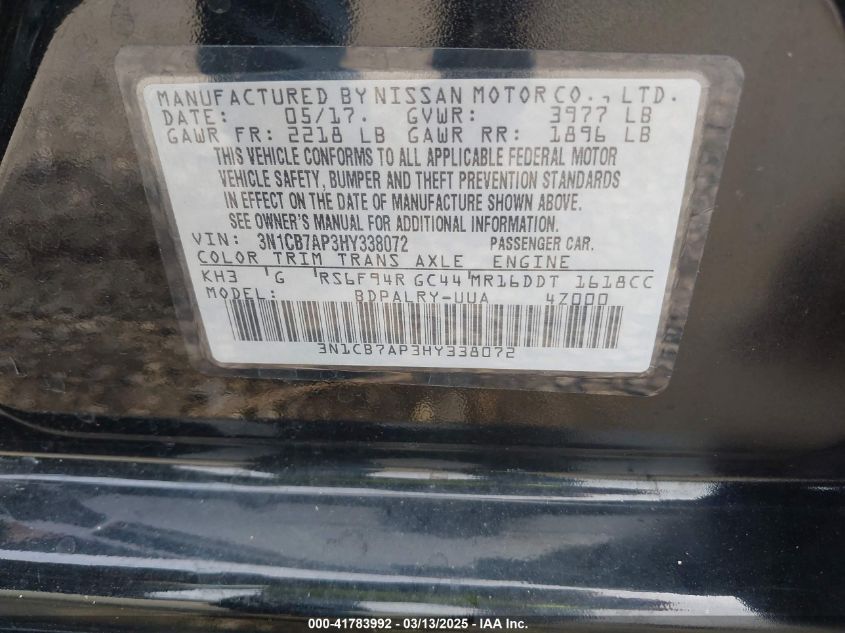 MANUFACTURED BY NISSAN MOTOR CO., LTD.
DATE: 05/17. GVWR: 3977 LB
GAWR FR: 2218 LB GAWR RR: 1896 LB
THIS VEHICLE CONFORMS TO ALL APPLICABLE FEDERAL MOTOR
VEHICLE SAFETY, BUMPER AND THEFT PREVENTION STANDARDS
IN EFFECT ON THE DATE OF MANUFACTURE SHOWN ABOVE.
SEE OWNER'S MANUAL FOR ADDITIONAL INFORMATION.
VIN: 3N1CB7AP3HY338072 PASSENGER CAR.
COLOR TRIM TRANS AXLE ENGINE
KH3 G RS6F94R GC44 MR16DDT 1618CC
MODEL: BDPALRY-UUA 4Z000
3N1CB7AP3HY338072
000-41783992 - 03/13/2025 - IAA Inc.